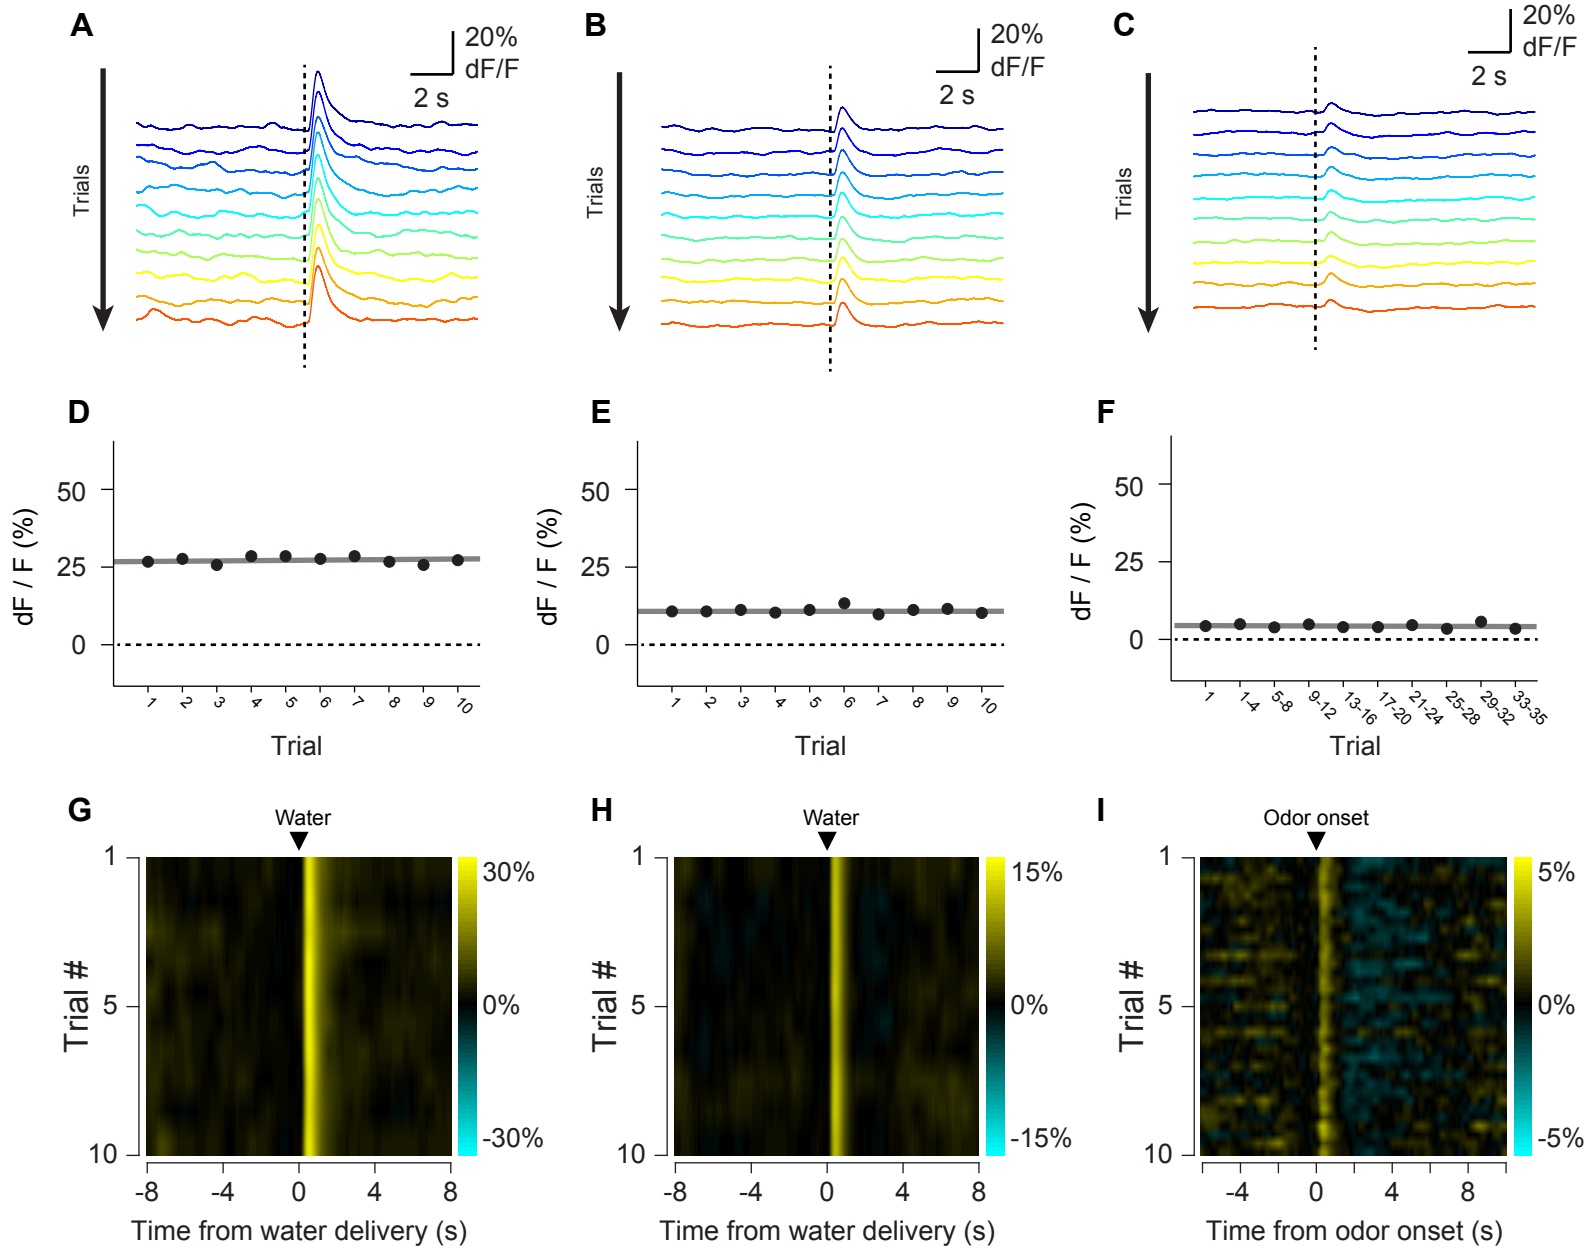 A
20%
dF/F
2 s
Trials
B
20%
dF/F
2 s
Trials
C
20%
dF/F
2 s
Trials
D
dF / F (%)
50
25
0
1 2 3 4 5 6 7 8 9 10
Trial
E
dF / F (%)
50
25
0
1 2 3 4 5 6 7 8 9 10
Trial
F
dF / F (%)
50
25
0
1 1-4 5-8 9-12 13-16 17-20 21-24 25-28 29-32 33-35
Trial
G
Water
Trial #
1
5
10
30%
0%
-30%
-8 -4 0 4 8
Time from water delivery (s)
H
Water
Trial #
1
5
10
15%
0%
-15%
-8 -4 0 4 8
Time from water delivery (s)
I
Odor onset
Trial #
1
5
10
5%
0%
-5%
-4 0 4 8
Time from odor onset (s)